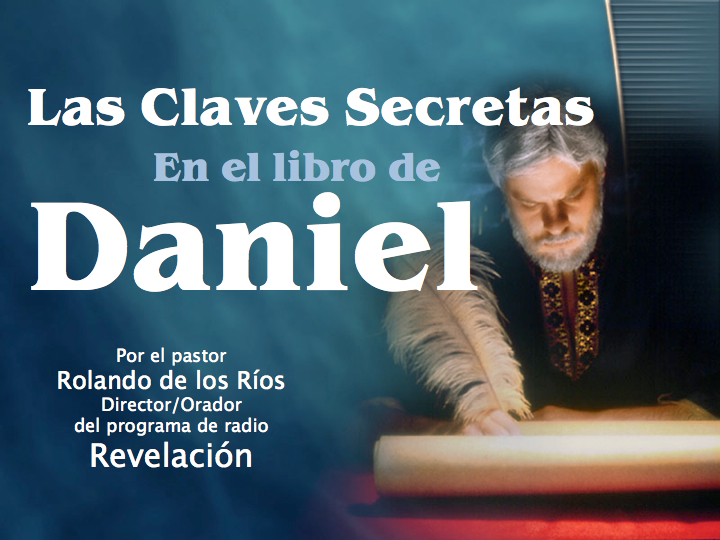 Las Claves Secretas
En el libro de
Daniel
Por el pastor
Rolando de los Ríos
Director/Orador
del programa de radio
Revelación